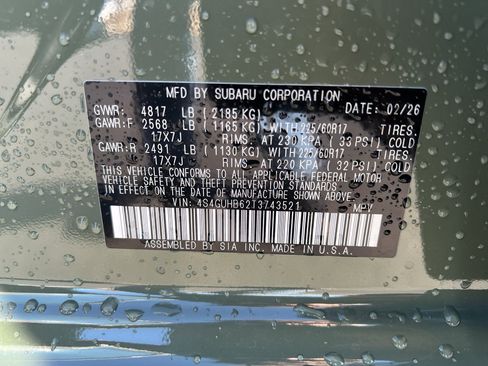 MFD BY SUBARU CORPORATION DATE: 02/26
GVWR: 4817 LB (2185 KG)
GAWR:F 2568 LB (1165 KG) WITH 225/60R17 TIRES,
17X7J RIMS, AT 230 KPA (33 PSI) COLD
GAWR:R 2491 LB (1130 KG) WITH 225/60R17 TIRES,
17X7J RIMS, AT 220 KPA (32 PSI) COLD
THIS VEHICLE CONFORMS TO ALL APPLICABLE FEDERAL MOTOR
VEHICLE SAFETY AND THEFT PREVENTION STANDARDS
IN EFFECT ON THE DATE OF MANUFACTURE SHOWN ABOVE.
VIN: 4S4GUHB62T3743521 MPV
ASSEMBLED BY SIA INC. MADE IN U.S.A.